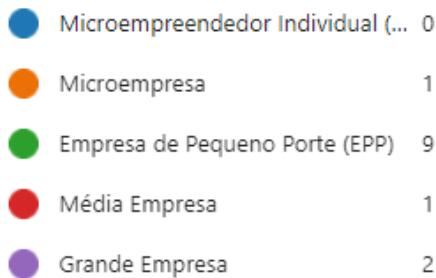 Microempreendedor Individual (... 0
Microempresa 1
Empresa de Pequeno Porte (EPP) 9
Média Empresa 1
Grande Empresa 2